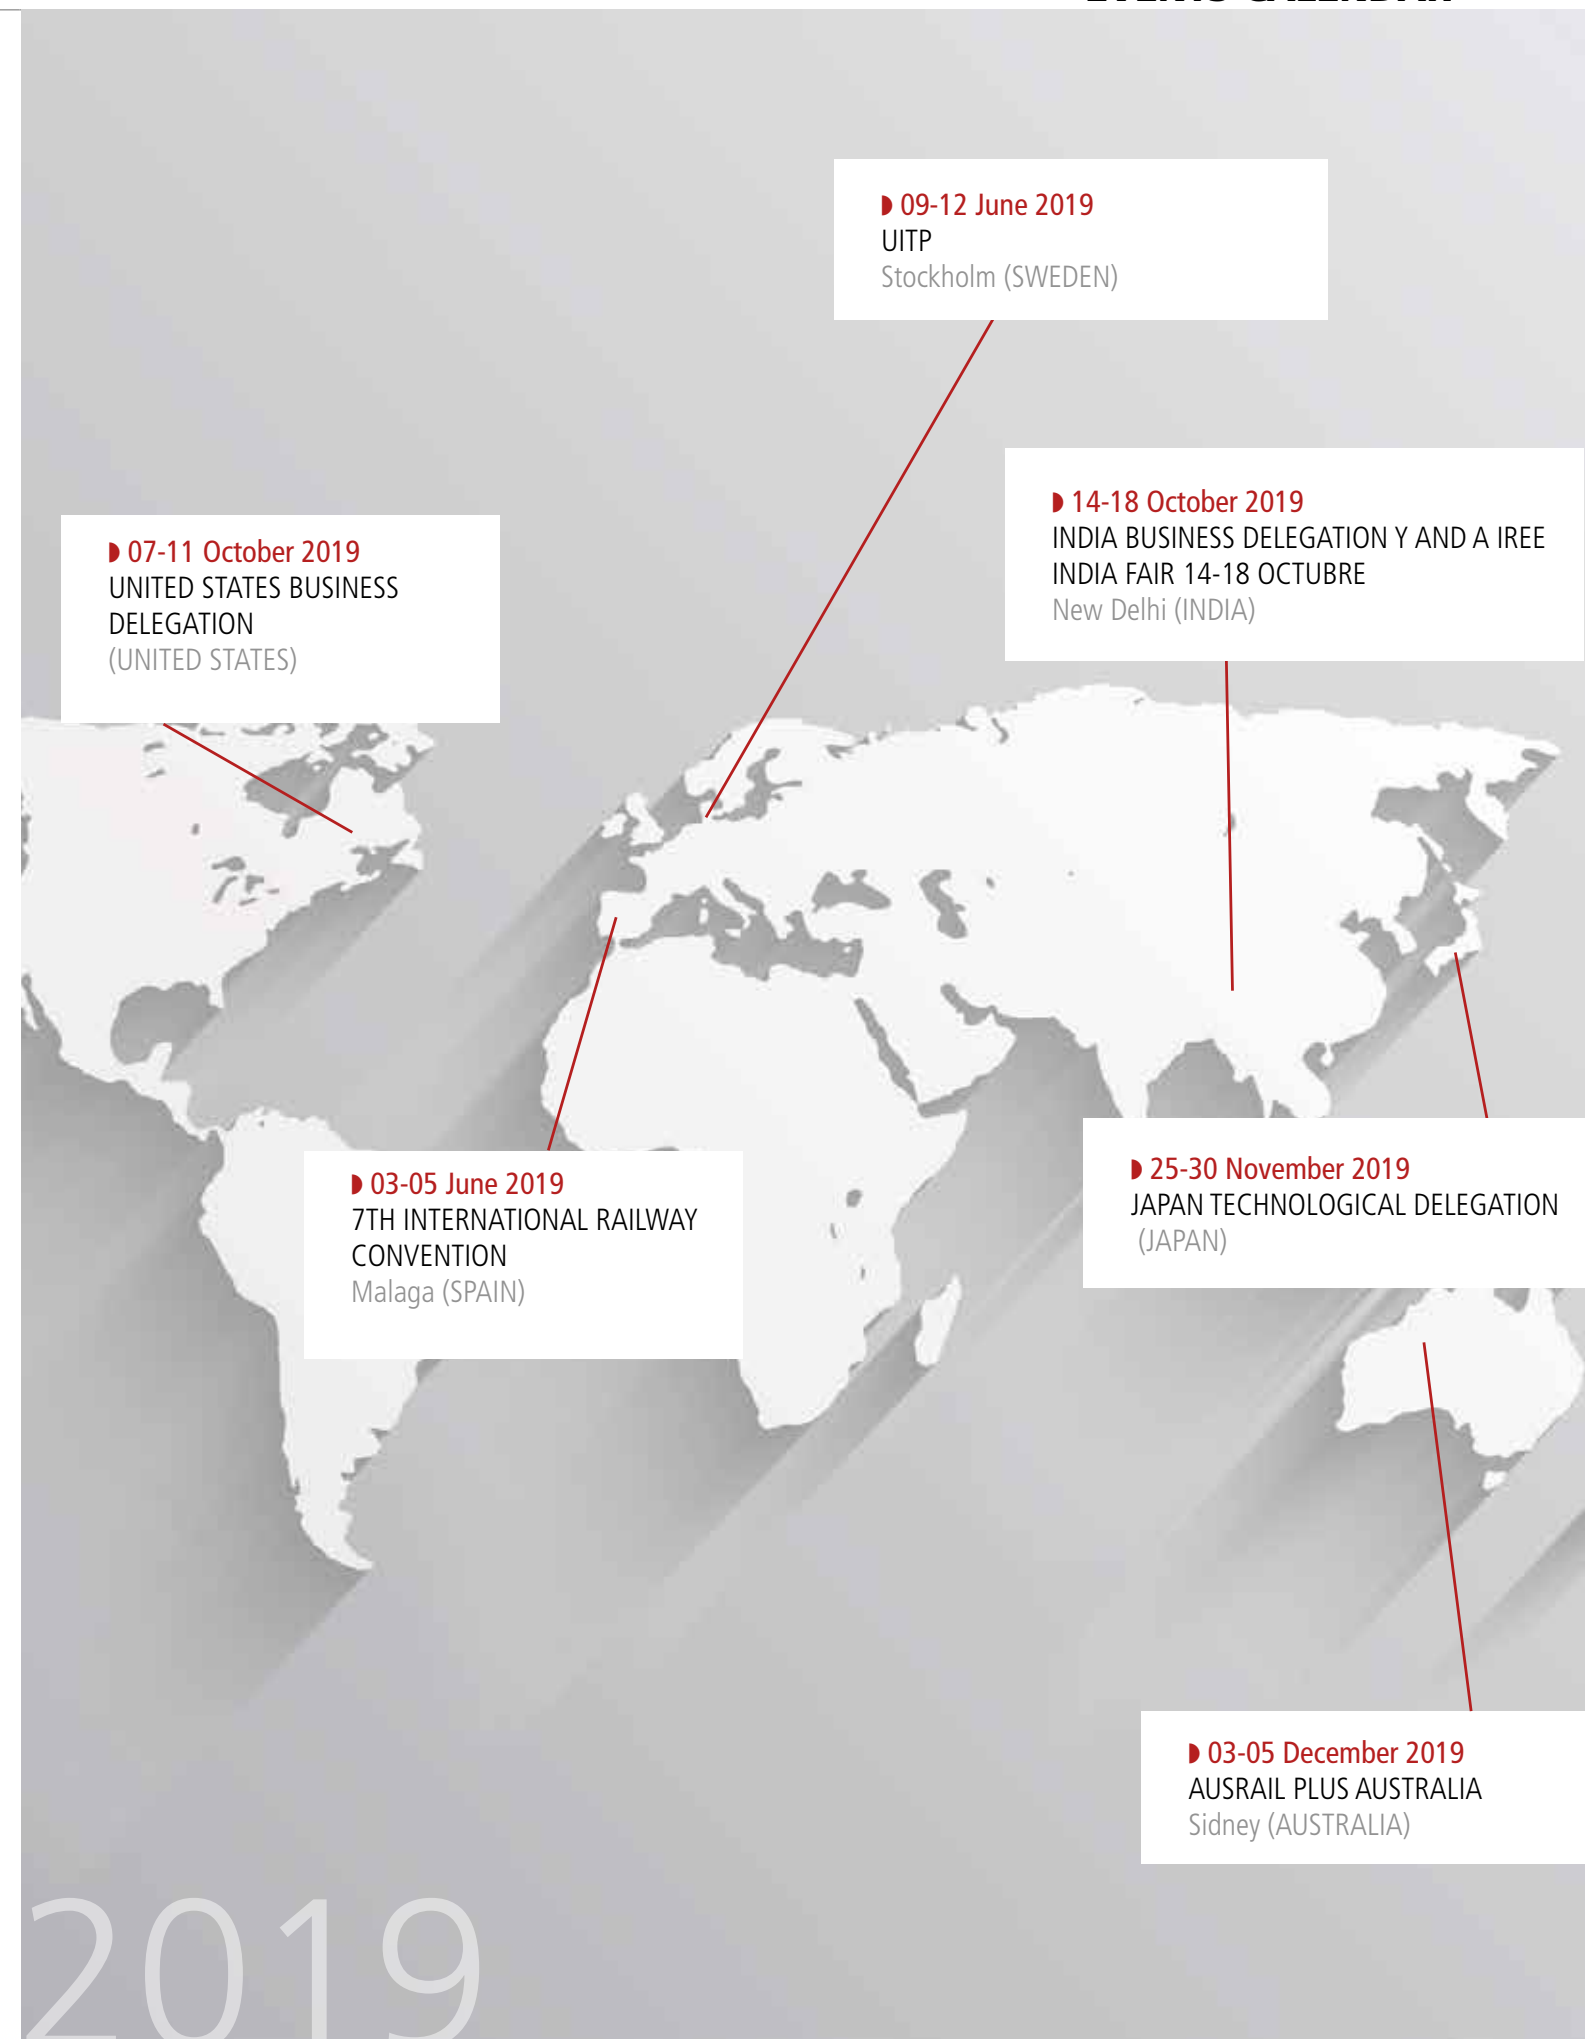 ◗ 09-12 June 2019
UITP
Stockholm (SWEDEN)
◗ 14-18 October 2019
INDIA BUSINESS DELEGATION Y AND A IREE
INDIA FAIR 14-18 OCTUBRE
New Delhi (INDIA)
◗ 07-11 October 2019
UNITED STATES BUSINESS
DELEGATION
(UNITED STATES)
◗ 03-05 June 2019
7TH INTERNATIONAL RAILWAY
CONVENTION
Malaga (SPAIN)
◗ 25-30 November 2019
JAPAN TECHNOLOGICAL DELEGATION
(JAPAN)
◗ 03-05 December 2019
AUSRAIL PLUS AUSTRALIA
Sidney (AUSTRALIA)
2019